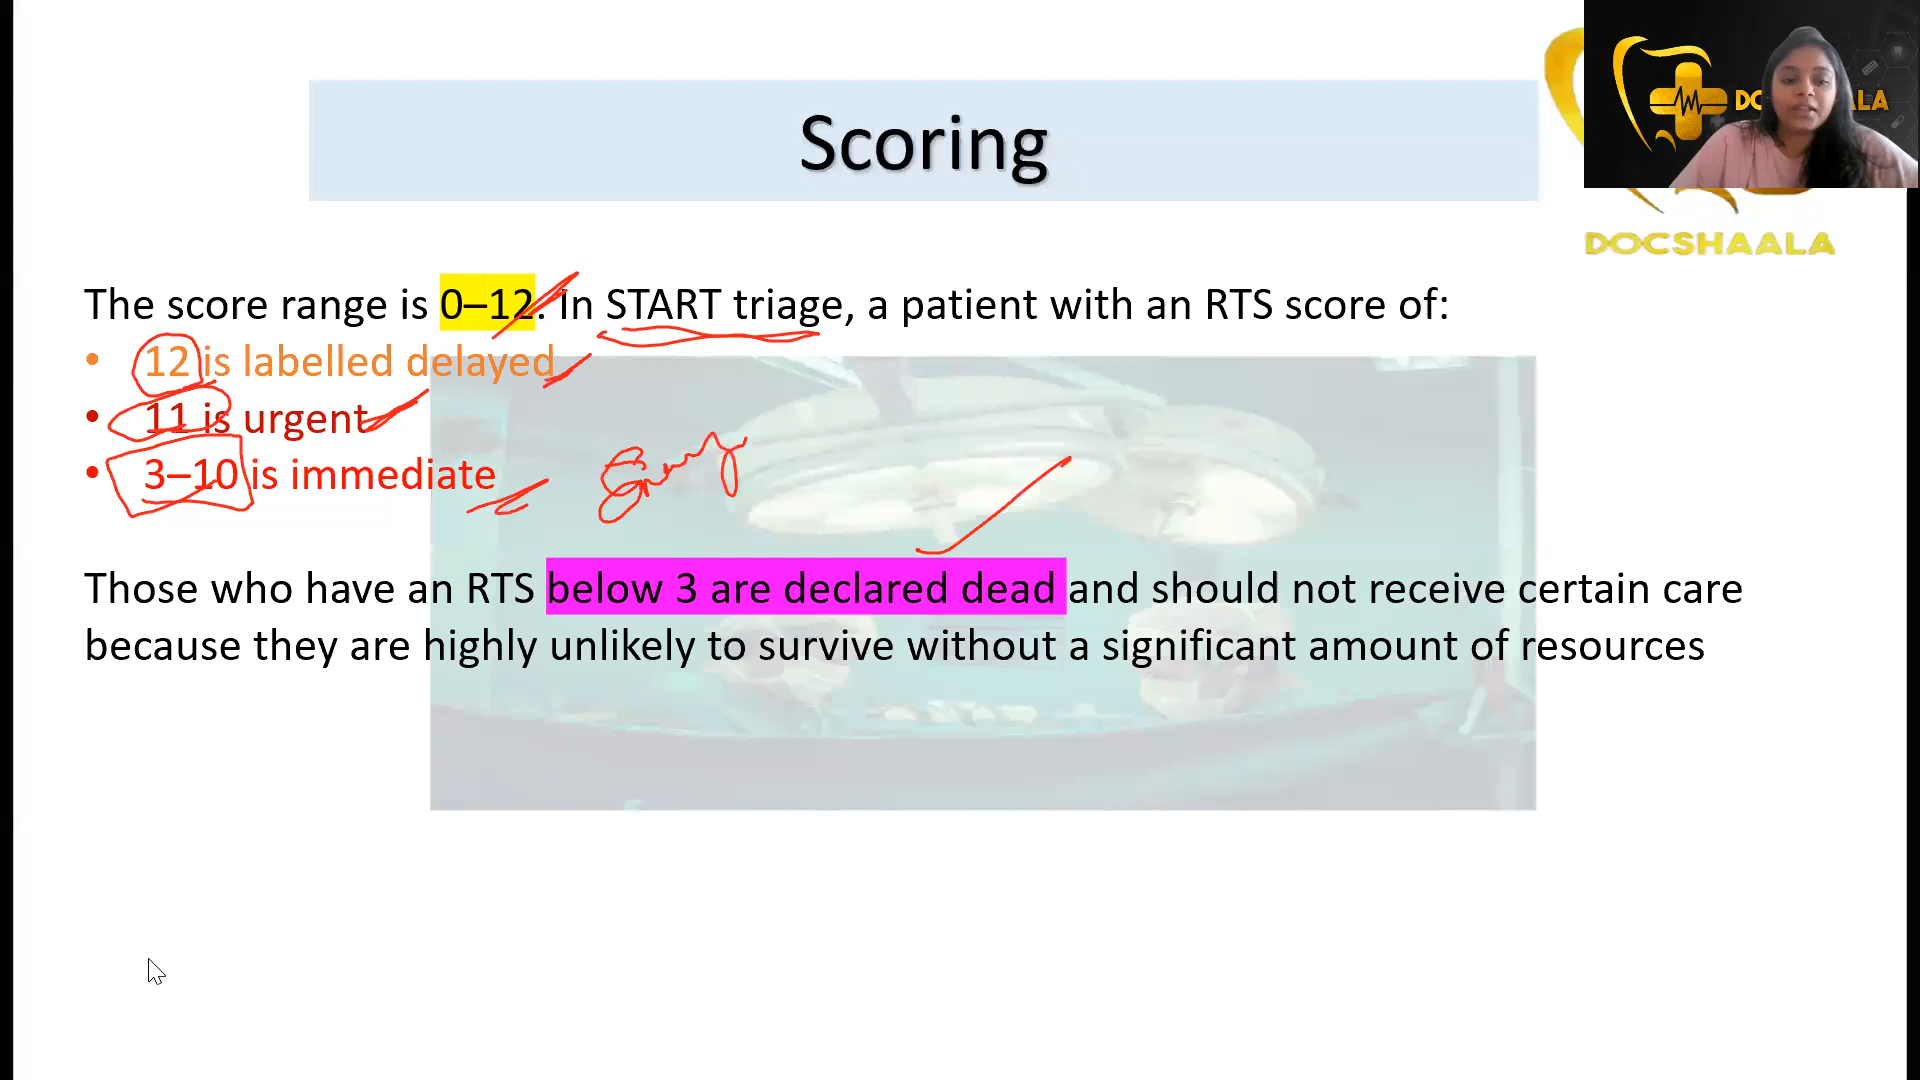 Scoring
DOCSHAALA
The score range is 0–12. In START triage, a patient with an RTS score of:
• 12 is labelled delayed
• 11 is urgent
• 3–10 is immediate
Those who have an RTS below 3 are declared dead and should not receive certain care
because they are highly unlikely to survive without a significant amount of resources